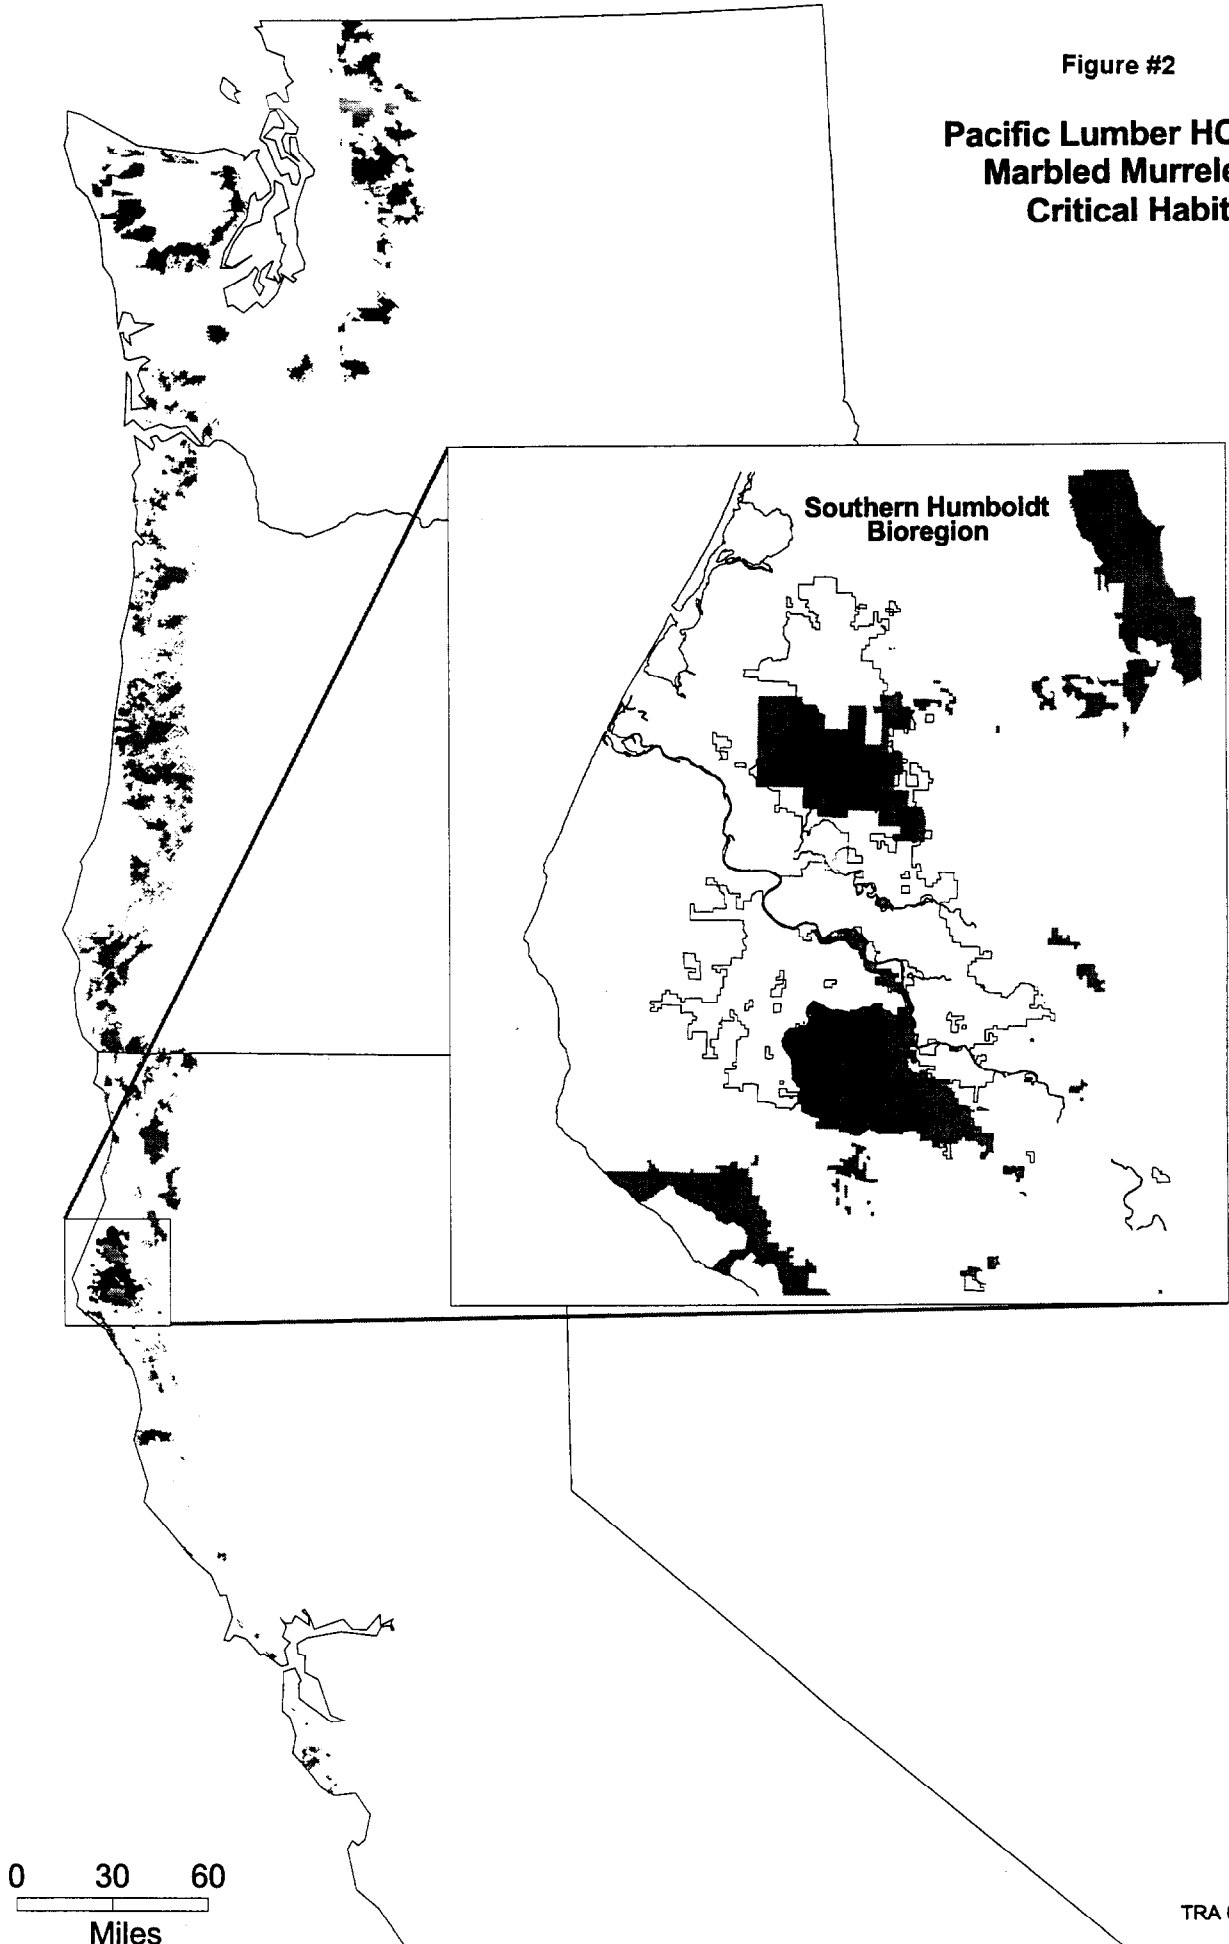 Figure #2
Pacific Lumber HC
Marbled Murrele
Critical Habit
Southern Humboldt
Bioregion
0 30 60
Miles
TRA